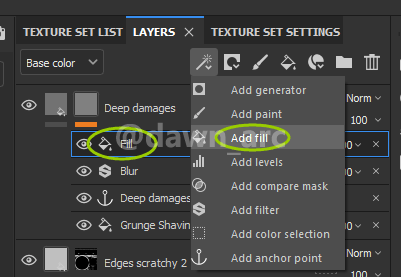 TEXTURE SET LIST LAYERS × TEXTURE SET SETTINGS
Base color
Add generator
Norm
Deep damages
Add paint
100
Fill
Add fill
Blur
Add levels
Deep damages
Add compare mask
Grunge Shaving
Add filter
Add color selection
Norm
Edges scratchy 2
Add anchor point
100